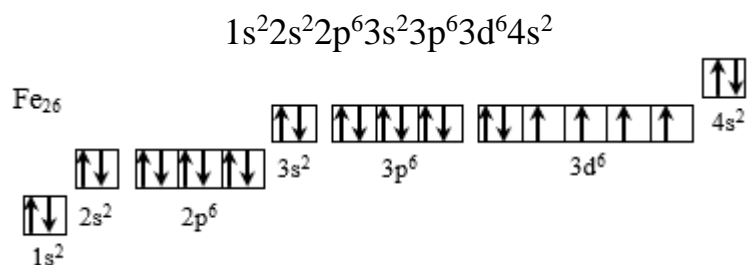 1s²2s²2p⁶3s²3p⁶3d⁶4s²
Fe₂₆
4s²
3s² 3p⁶ 3d⁶
2s² 2p⁶
1s²